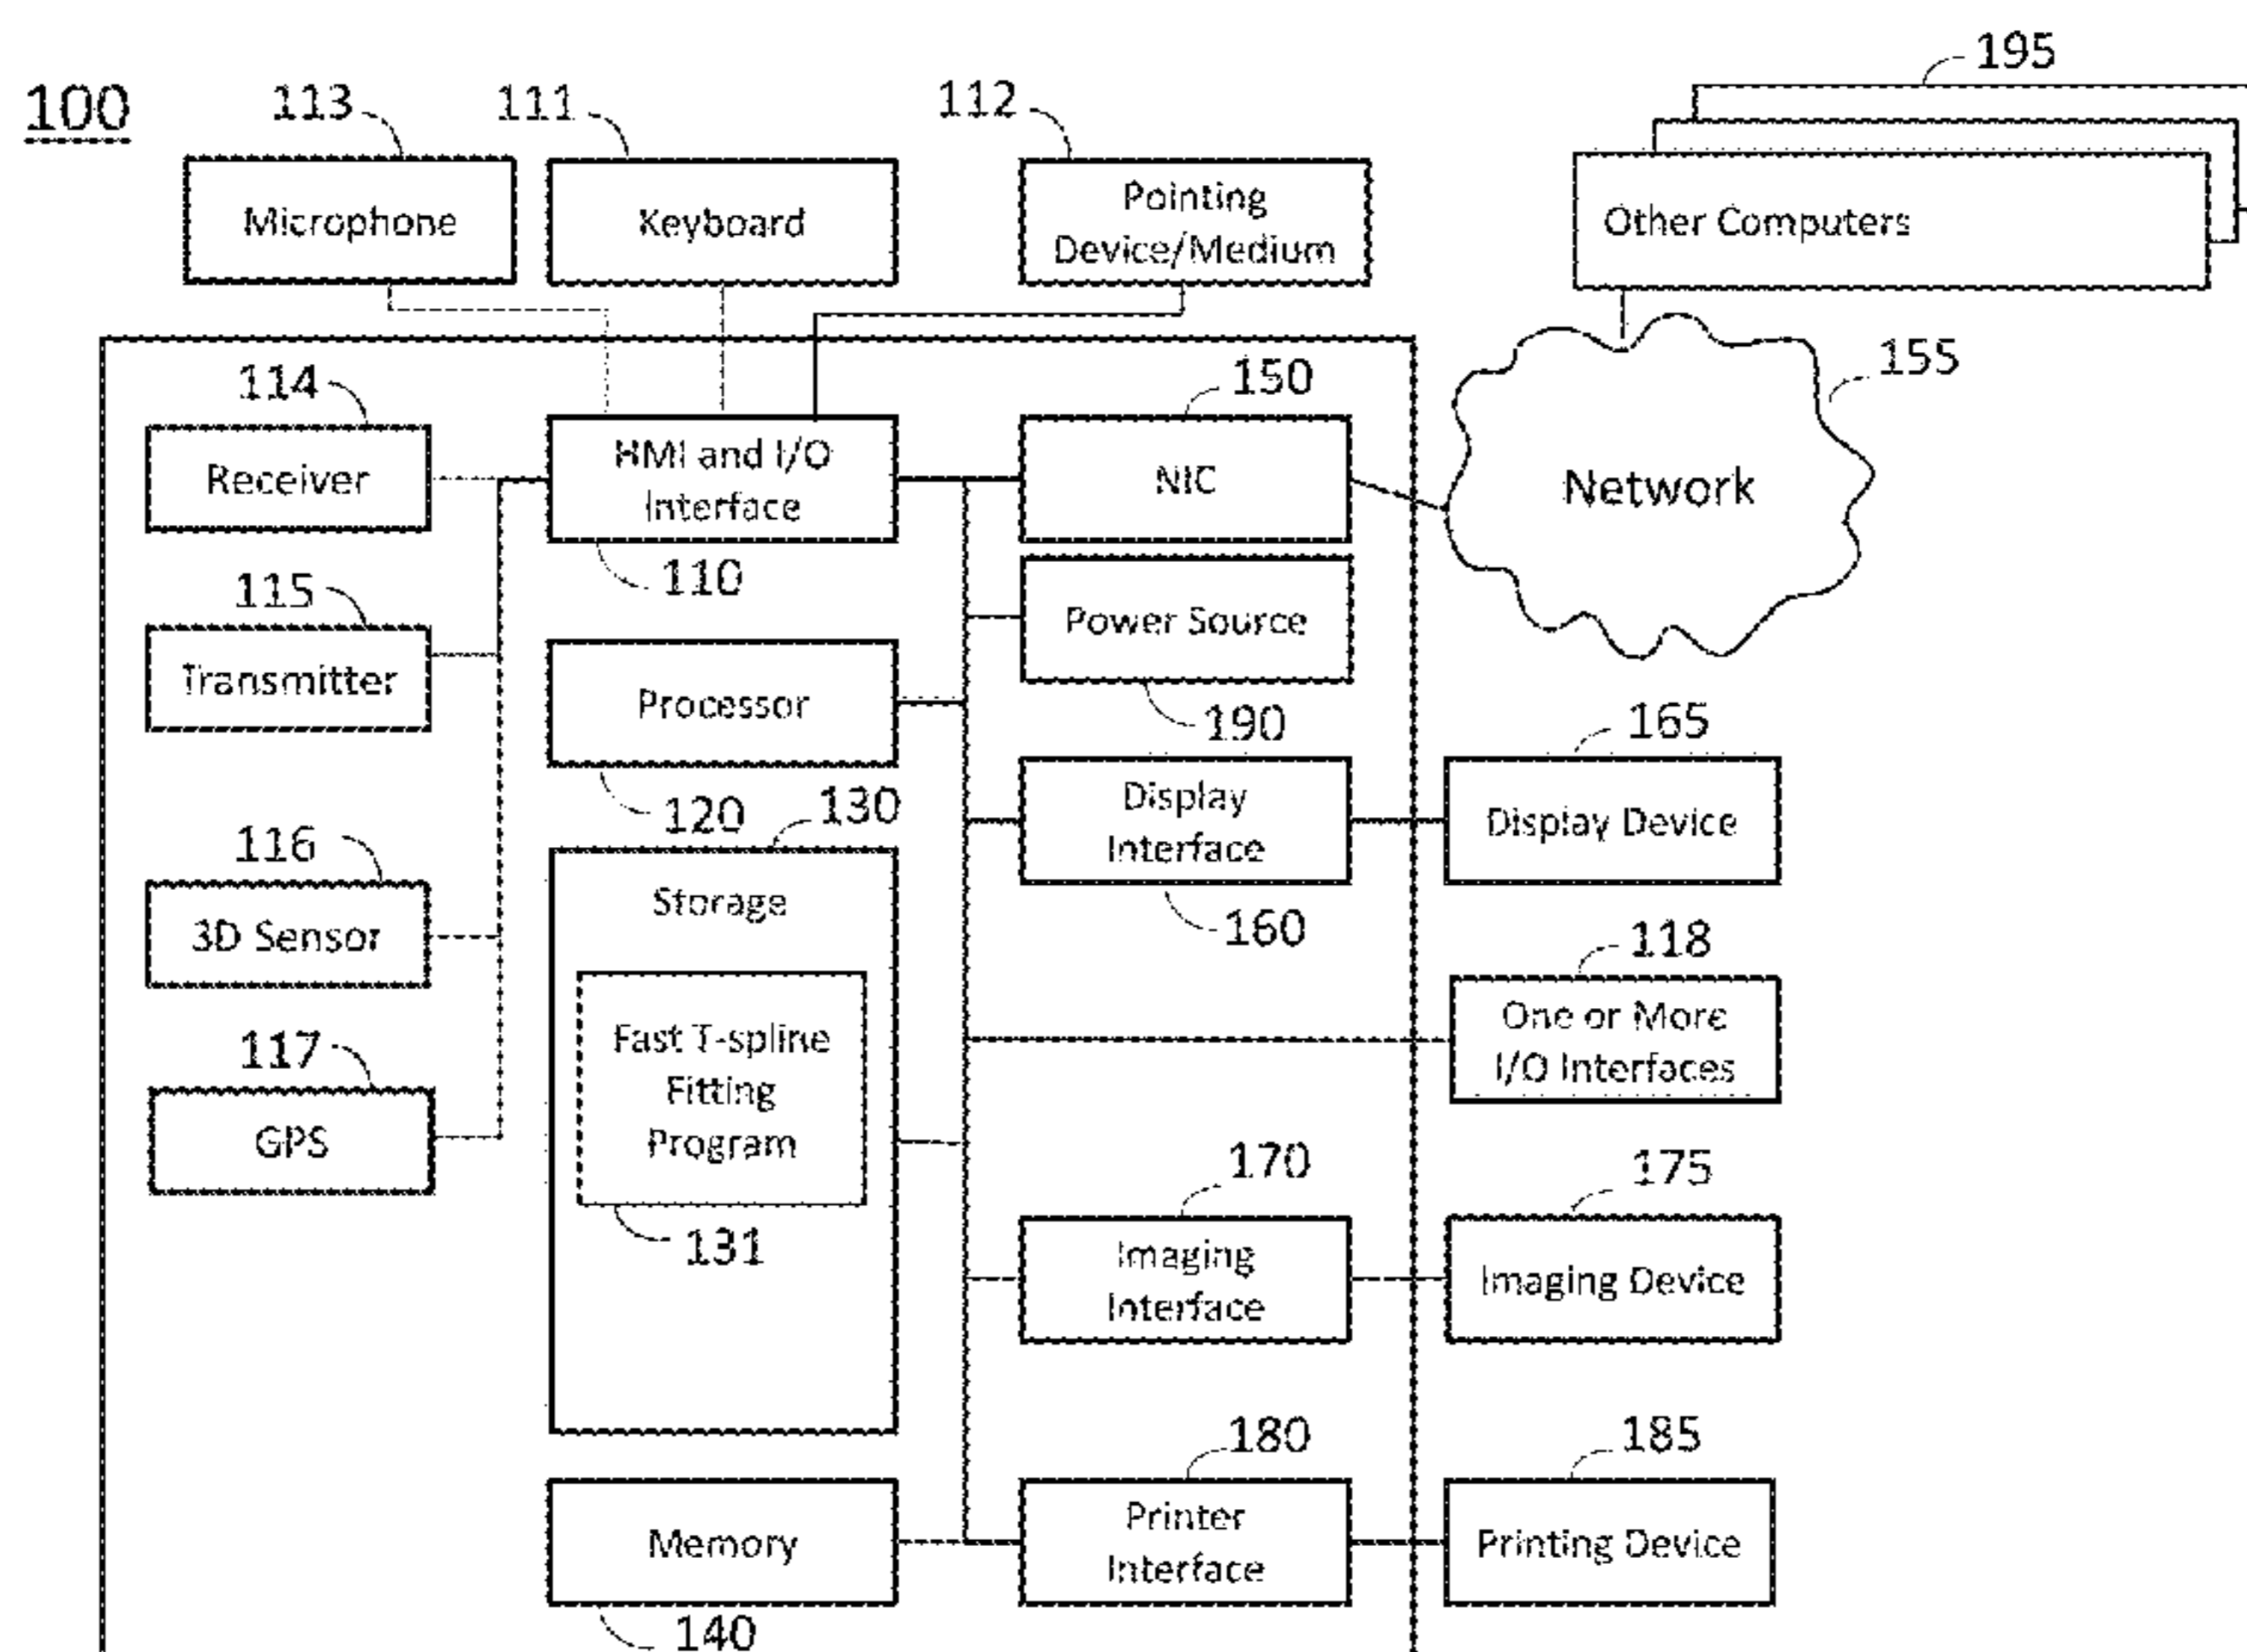 195
100
113
111
112
Microphone
Keyboard
Pointing
Device/Medium
Other Computers
114
150
155
Receiver
HMI and I/O
Interface
NIC
Network
110
115
Transmitter
Power Source
190
Processor
120
165
Display
Interface
Display Device
160
130
116
3D Sensor
Storage
118
One or More
I/O Interfaces
117
GPS
Fast T-spline
Fitting
Program
131
170
175
Imaging
Interface
Imaging Device
180
185
Memory
Printer
Interface
Printing Device
140